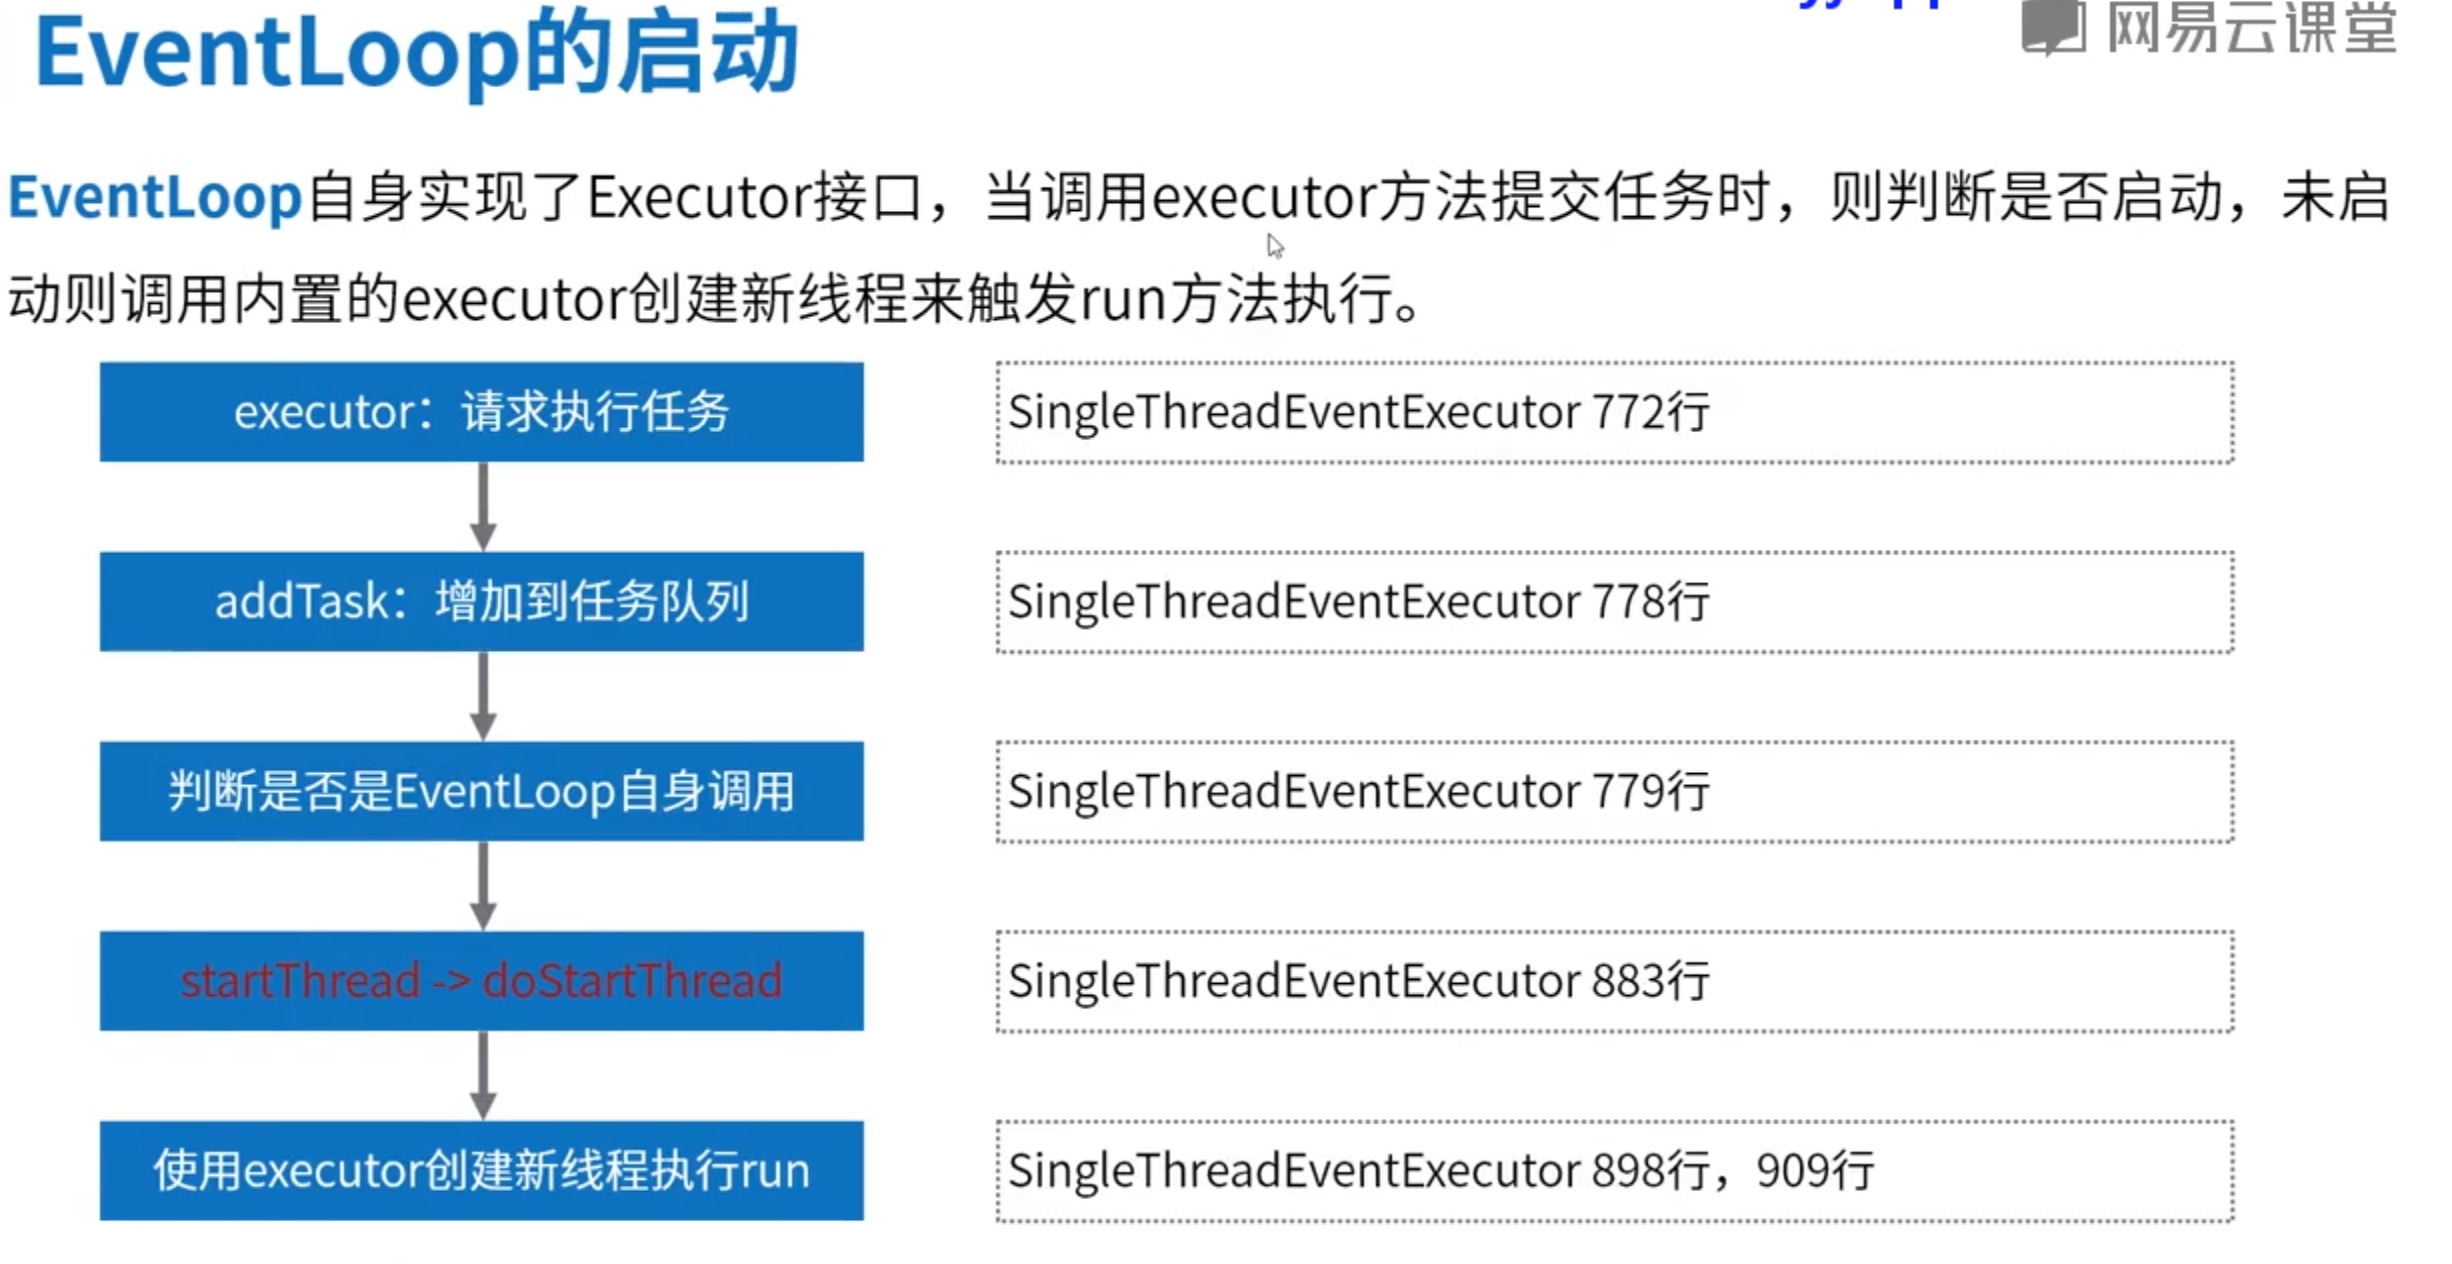 EventLoop的启动
网易云课堂
EventLoop自身实现了Executor接口，当调用executor方法提交任务时，则判断是否启动，未启
动则调用内置的executor创建新线程来触发run方法执行。
executor：请求执行任务
SingleThreadEventExecutor 772行
addTask：增加到任务队列
SingleThreadEventExecutor 778行
判断是否是EventLoop自身调用
SingleThreadEventExecutor 779行
startThread -> doStartThread
SingleThreadEventExecutor 883行
使用executor创建新线程执行run
SingleThreadEventExecutor 898行，909行